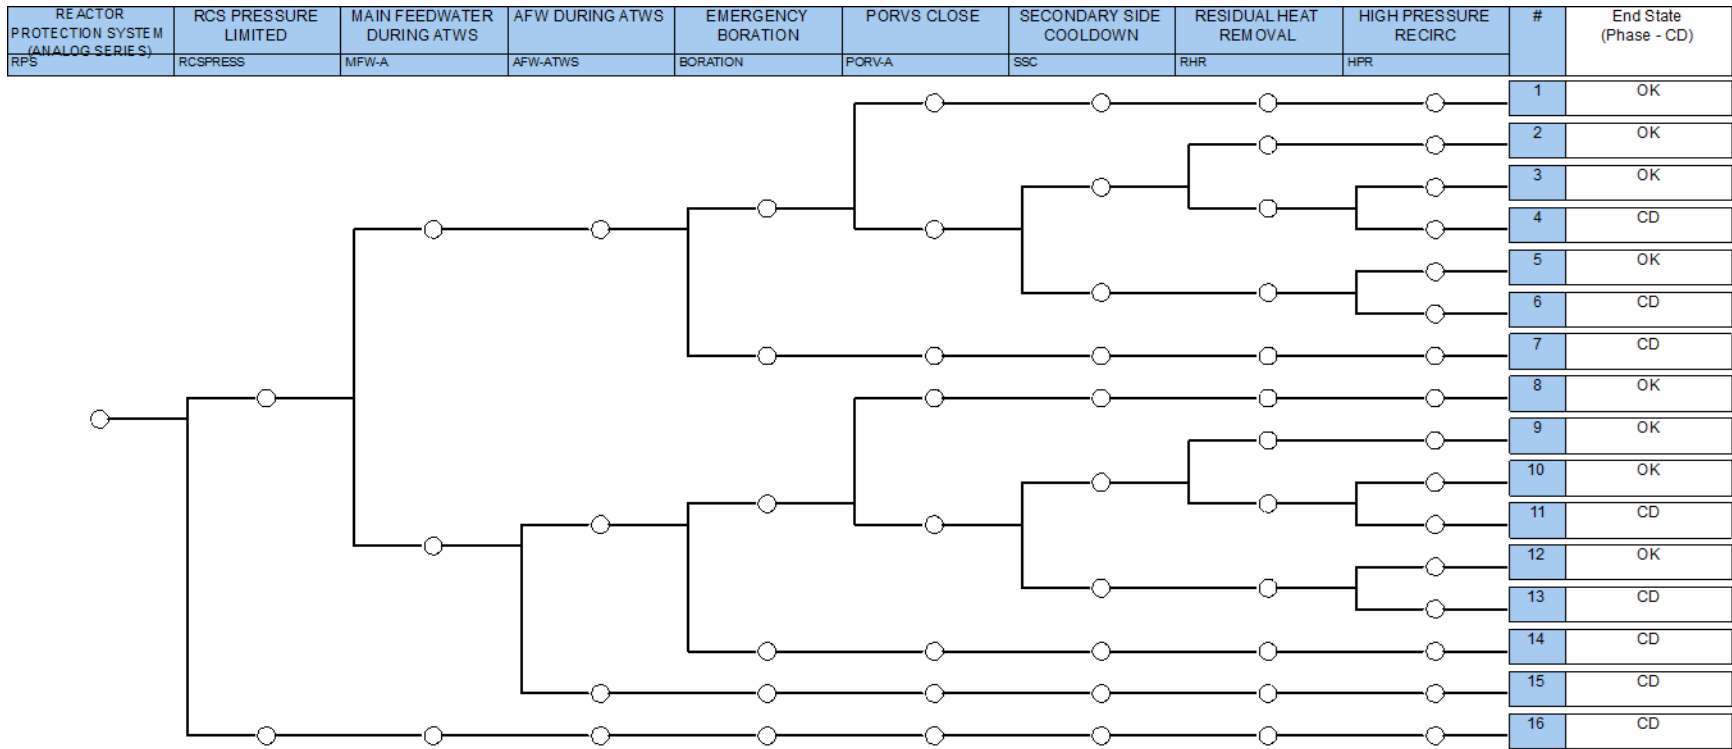 REACTOR
PROTECTION SYSTEM
(ANALOG SERIES)
RPS
RCS PRESSURE
LIMITED
RCSPRESS
MAIN FEEDWATER
DURING ATWS
MFW-A
AFW DURING ATWS
AFW-ATWS
EMERGENCY
BORATION
BORATION
PORVS CLOSE
PORV-A
SECONDARY SIDE
COOLDOWN
SSC
RESIDUAL HEAT
REMOVAL
RHR
HIGH PRESSURE
RECIRC
HPR
#
End State
(Phase - CD)
1 OK
2 OK
3 OK
4 CD
5 OK
6 CD
7 CD
8 OK
9 OK
10 OK
11 CD
12 OK
13 CD
14 CD
15 CD
16 CD